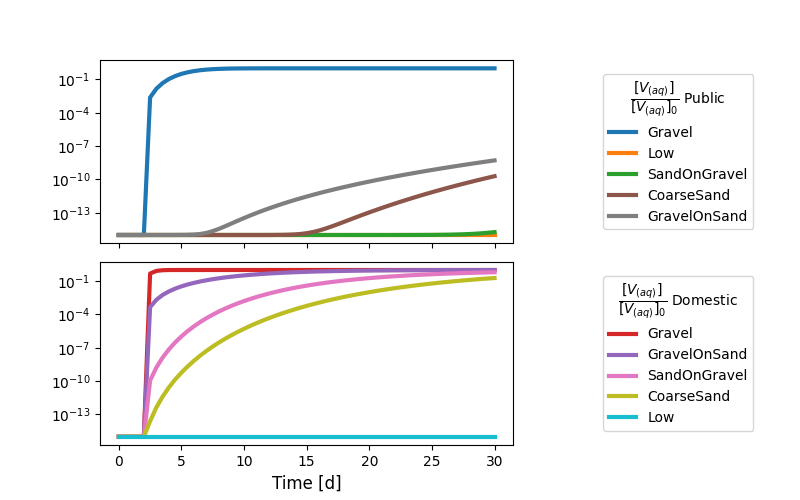 10⁻¹
10⁻⁴
10⁻⁷
10⁻¹⁰
10⁻¹³
[V₍aq₎]
[V₍aq₎]₀ Public
Gravel
Low
SandOnGravel
CoarseSand
GravelOnSand
10⁻¹
10⁻⁴
10⁻⁷
10⁻¹⁰
10⁻¹³
0 5 10 15 20 25 30
Time [d]
[V₍aq₎]
[V₍aq₎]₀ Domestic
Gravel
GravelOnSand
SandOnGravel
CoarseSand
Low